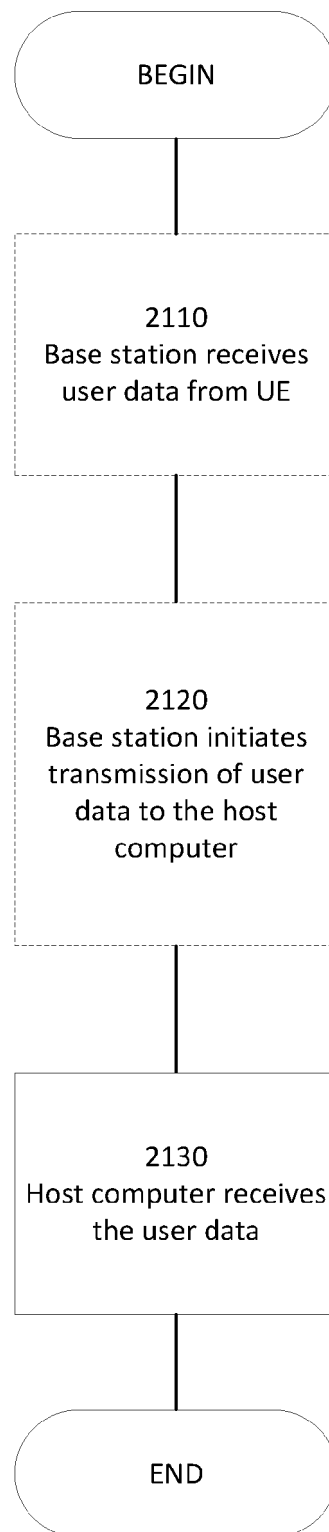 BEGIN
2110
Base station receives
user data from UE
2120
Base station initiates
transmission of user
data to the host
computer
2130
Host computer receives
the user data
END